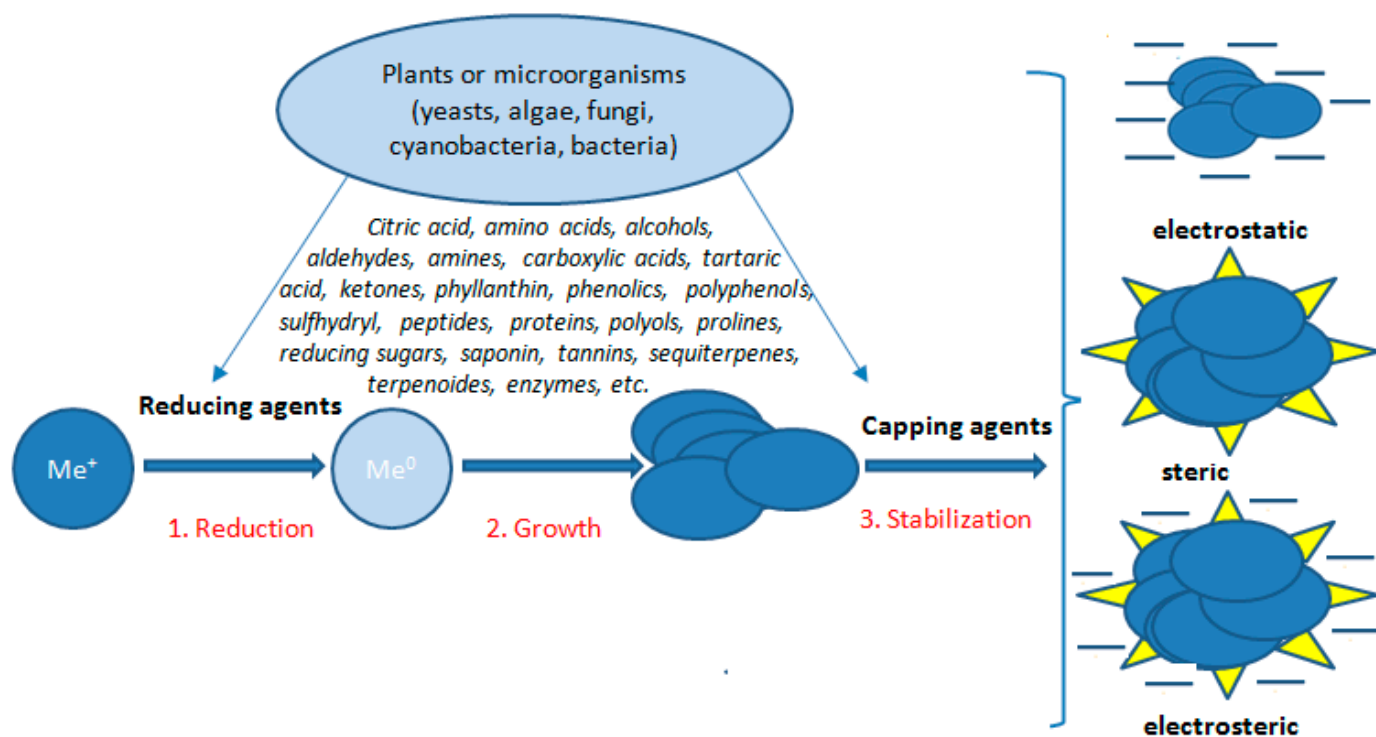 Plants or microorganisms
(yeasts, algae, fungi,
cyanobacteria, bacteria)
Citric acid, amino acids, alcohols,
aldehydes, amines, carboxylic acids, tartaric
acid, ketones, phyllanthin, phenolics, polyphenols,
sulfhydryl, peptides, proteins, polyols, prolines,
reducing sugars, saponin, tannins, sequiterpenes,
terpenoides, enzymes, etc.
Reducing agents
Capping agents
Me⁺
Me⁰
1. Reduction
2. Growth
3. Stabilization
electrostatic
steric
electrosteric